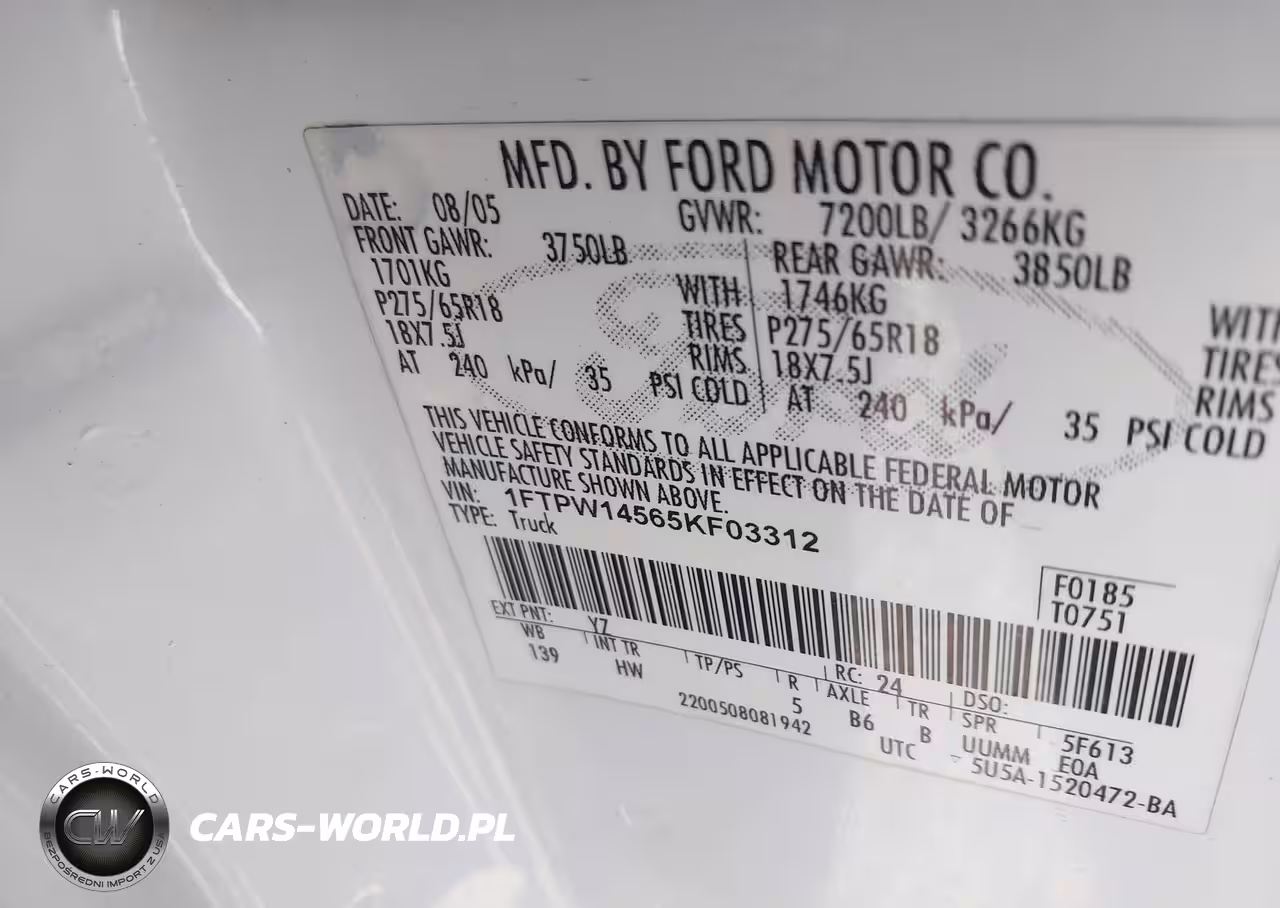 MFD. BY FORD MOTOR CO.
DATE: 08/05 GVWR: 7200LB/ 3266KG
FRONT GAWR: 3750LB REAR GAWR: 3850LB
1701KG WITH 1746KG WITH
P275/65R18 TIRES P275/65R18 TIRES
18X7.5J RIMS 18X7.5J RIMS
AT 240 kPa/ 35 PSI COLD AT 240 kPa/ 35 PSI COLD
THIS VEHICLE CONFORMS TO ALL APPLICABLE FEDERAL MOTOR
VEHICLE SAFETY STANDARDS IN EFFECT ON THE DATE OF
MANUFACTURE SHOWN ABOVE.
VIN: 1FTPW14565KF03312
TYPE: Truck
F0185
T0751
EXT PNT: YZ RC: 24 DSO:
WB INT TR TP/PS R AXLE TR SPR 5F613
139 HW 5 B6 B UUMM E0A
2200508081942 UTC 5U5A-1520472-BA
CARS-WORLD
CW
BEZPOŚREDNI IMPORT Z USA
CARS-WORLD.PL